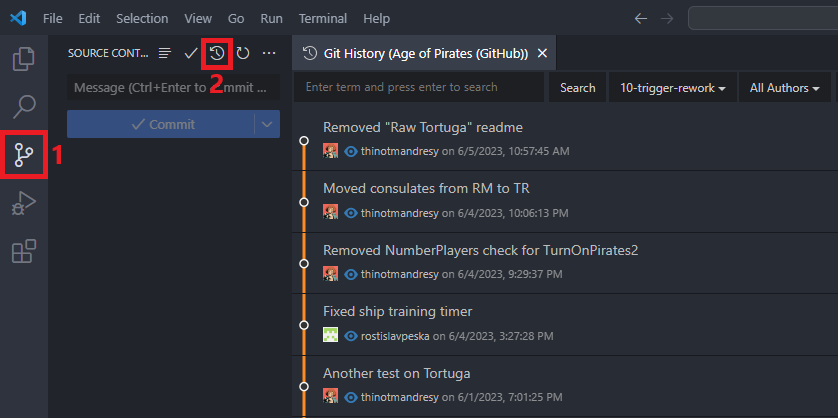 File Edit Selection View Go Run Terminal Help
SOURCE CONT...
Git History (Age of Pirates (GitHub))
2
Message (Ctrl+Enter to commit ...
Enter term and press enter to search Search 10-trigger-rework All Authors
Commit
1
Removed "Raw Tortuga" readme
thinotmandresy on 6/5/2023, 10:57:45 AM
Moved consulates from RM to TR
thinotmandresy on 6/4/2023, 10:06:13 PM
Removed NumberPlayers check for TurnOnPirates2
thinotmandresy on 6/4/2023, 9:29:37 PM
Fixed ship training timer
rostislavpeska on 6/4/2023, 3:27:28 PM
Another test on Tortuga
thinotmandresy on 6/1/2023, 7:01:25 PM